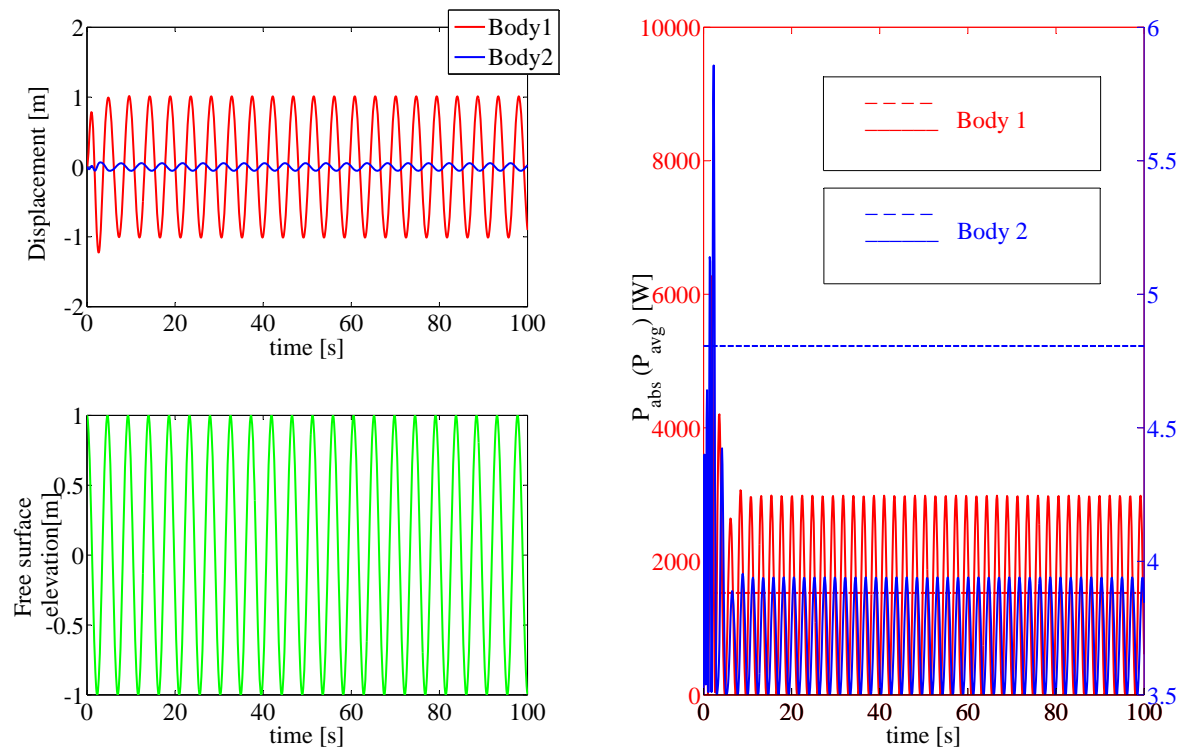 2
1
0
-1
-2
Displacement [m]
0 20 40 60 80 100
time [s]
Body1
Body2
1
0.5
0
-0.5
-1
Free surface
elevation[m]
0 20 40 60 80 100
time [s]
10000
8000
6000
4000
2000
0
P_abs (P_avg) [W]
Body 1
Body 2
6
5.5
5
4.5
4
3.5
0 20 40 60 80 100
time [s]